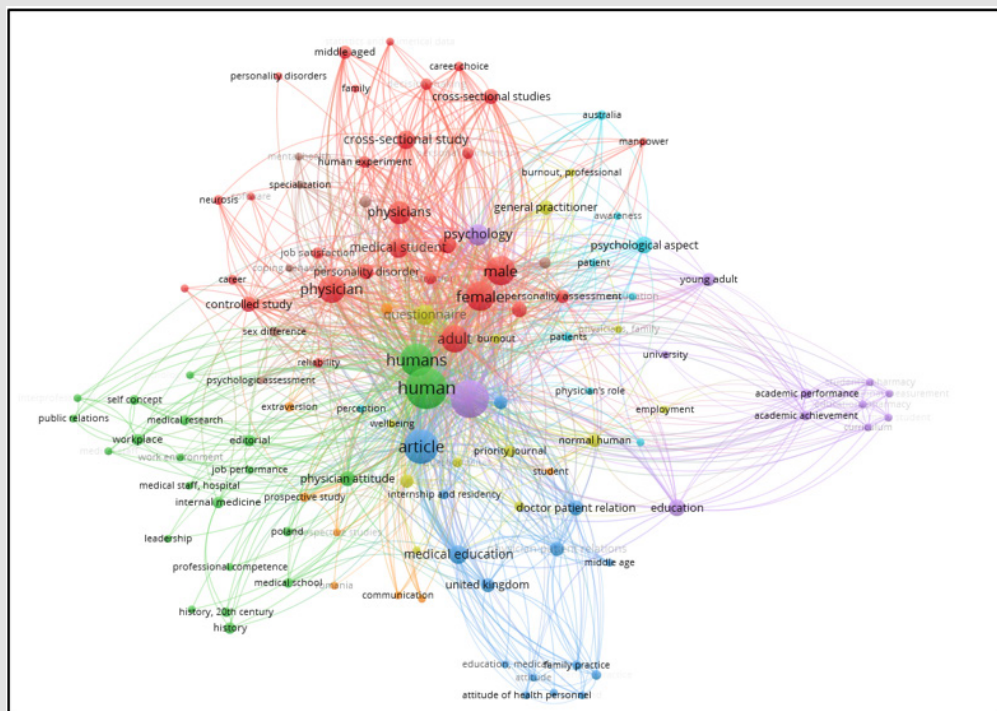 middle aged
career choice
personality disorders
family
cross-sectional studies
australia
cross-sectional study
manpower
human experiment
burnout, professional
specialization
neurosis
general practitioner
physicians
awareness
psychology
medical student
psychological aspect
job satisfaction
patient
coping behavior
personality disorder
male
career
young adult
physician
female
personality assessment
controlled study
questionnaire
sex difference
adult
burnout
patients
humans
university
reliability
psychologic assessment
human
physician's role
academic performance
self concept
extraversion
perception
employment
academic achievement
public relations
medical research
wellbeing
curriculum
workplace
editorial
article
normal human
work environment
priority journal
job performance
student
physician attitude
medical staff, hospital
internship and residenty
prospective study
internal medicine
doctor patient relation
education
poland
leadership
medical education
middle age
professional competence
medical school
united kingdom
communication
history, 20th century
history
family practice
attitude
attitude of health personnel